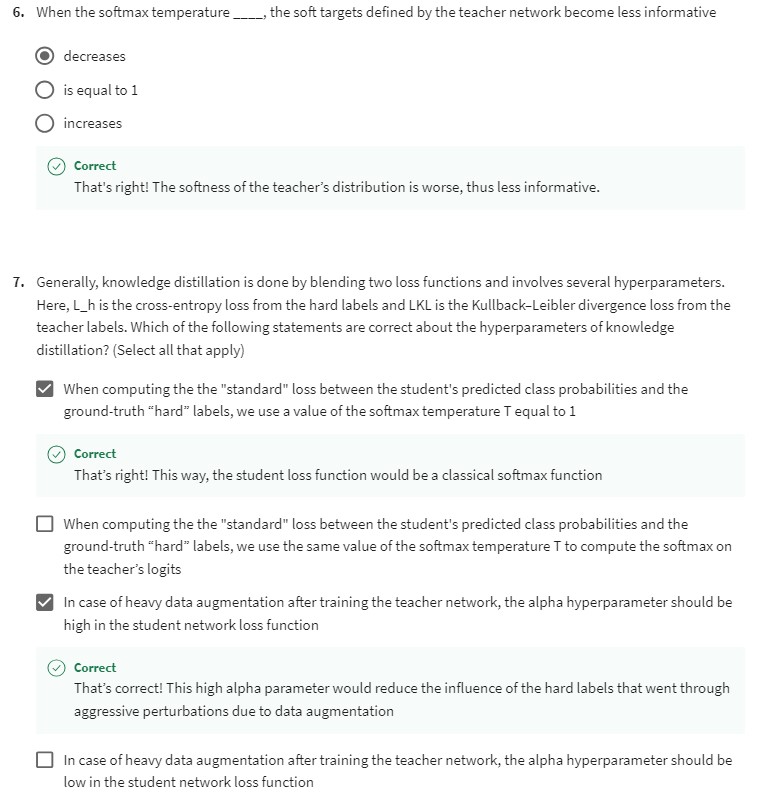 6. When the softmax temperature ____, the soft targets defined by the teacher network become less informative
decreases
is equal to 1
increases
Correct
That's right! The softness of the teacher's distribution is worse, thus less informative.
7. Generally, knowledge distillation is done by blending two loss functions and involves several hyperparameters.
Here, L_h is the cross-entropy loss from the hard labels and LKL is the Kullback–Leibler divergence loss from the
teacher labels. Which of the following statements are correct about the hyperparameters of knowledge
distillation? (Select all that apply)
When computing the the "standard" loss between the student's predicted class probabilities and the
ground-truth “hard” labels, we use a value of the softmax temperature T equal to 1
Correct
That’s right! This way, the student loss function would be a classical softmax function
When computing the the "standard" loss between the student's predicted class probabilities and the
ground-truth “hard” labels, we use the same value of the softmax temperature T to compute the softmax on
the teacher’s logits
In case of heavy data augmentation after training the teacher network, the alpha hyperparameter should be
high in the student network loss function
Correct
That’s correct! This high alpha parameter would reduce the influence of the hard labels that went through
aggressive perturbations due to data augmentation
In case of heavy data augmentation after training the teacher network, the alpha hyperparameter should be
low in the student network loss function